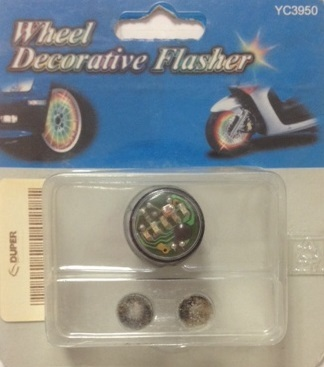 YC3950
Wheel
Decorative Flasher
DUPER